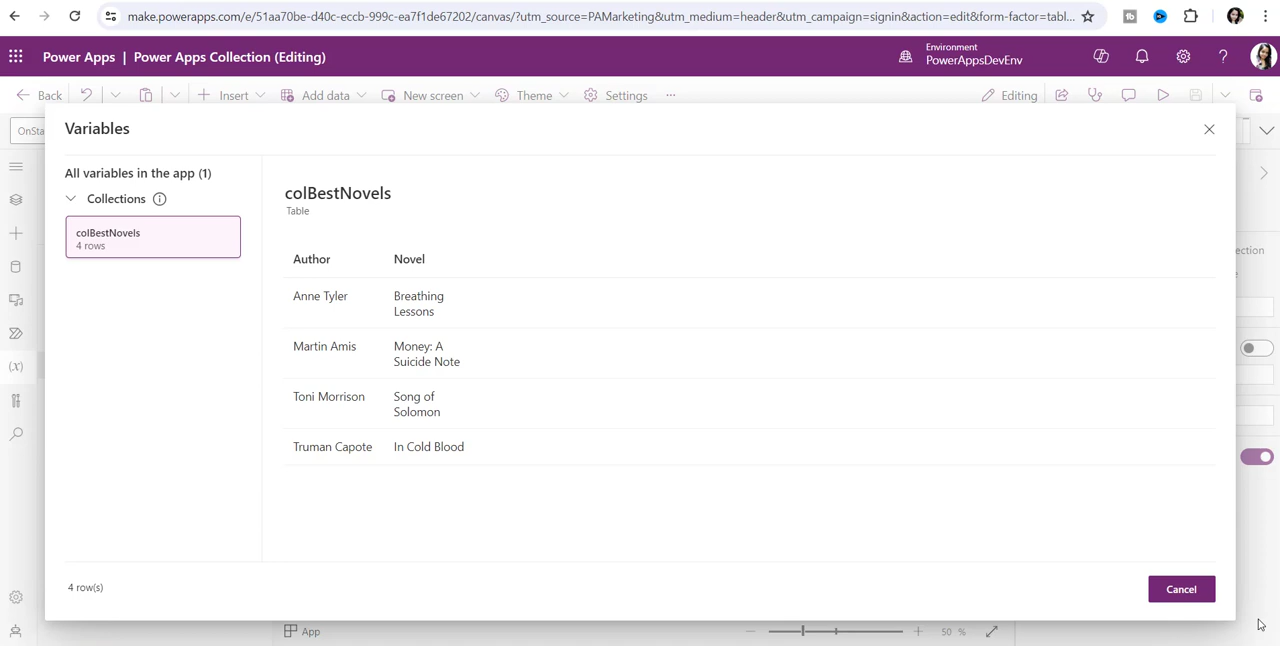 make.powerapps.com/e/51aa70be-d40c-eccb-999c-ea7f1de67202/canvas/?utm_source=PAMarketing&utm_medium=header&utm_campaign=signin&action=edit&form-factor=tabl...
Power Apps | Power Apps Collection (Editing)
Environment
PowerAppsDevEnv
Back
Insert
Add data
New screen
Theme
Settings
Editing
OnSta
Variables
All variables in the app (1)
Collections
colBestNovels
4 rows
colBestNovels
Table
Author Novel
Anne Tyler Breathing
Lessons
Martin Amis Money: A
Suicide Note
Toni Morrison Song of
Solomon
Truman Capote In Cold Blood
ection
4 row(s)
Cancel
App
50 %